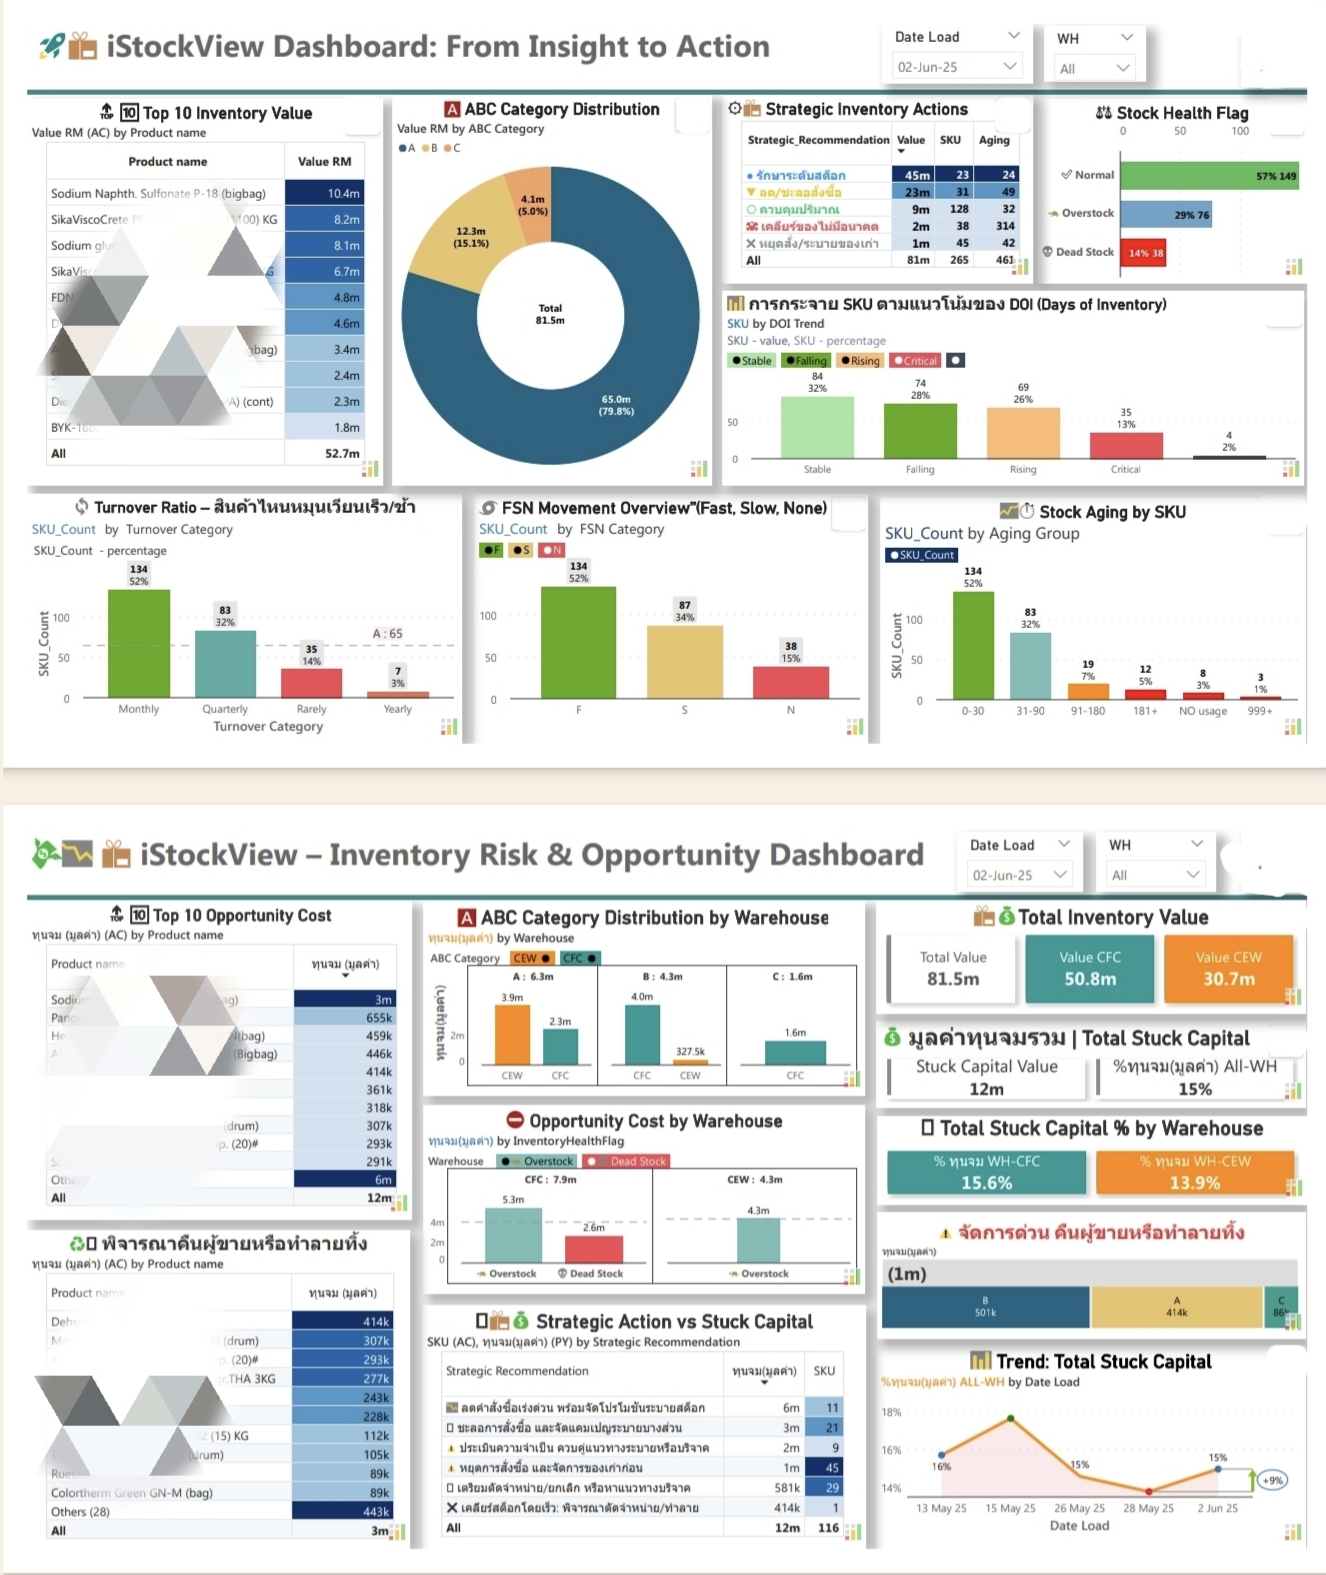 iStockView Dashboard: From Insight to Action
Date Load
02-Jun-25
WH
All
TOP 10 Top 10 Inventory Value
Value RM (AC) by Product name
Product name Value RM
Sodium Naphth. Sulfonate P-18 (bigbag) 10.4m
SikaViscoCrete 100) KG 8.2m
Sodium 8.1m
6.7m
FDN 4.8m
4.6m
3.4m
2.4m
(cont) 2.3m
1.8m
All 52.7m
A ABC Category Distribution
Value RM by ABC Category
A B C
4.1m
(5.0%)
12.3m
(15.1%)
Total
81.5m
65.0m
(79.8%)
Strategic Inventory Actions
Strategic_Recommendation Value SKU Aging
รักษาระดับสต็อก 45m 23 24
ลด/ชะลอสั่งซื้อ 23m 31 49
ควบคุมปริมาณ 9m 128 32
เคลียร์ของไม่มีอนาคต 2m 38 314
หยุดสั่ง/ระบายของเก่า 1m 45 42
All 81m 265 461
Stock Health Flag
0 50 100
Normal 57% 149
Overstock 29% 76
Dead Stock 14% 38
การกระจาย SKU ตามแนวโน้มของ DOI (Days of Inventory)
SKU by DOI Trend
SKU - value, SKU - percentage
Stable Falling Rising Critical
84
32%
74
28%
69
26%
35
13%
4
2%
50
0
Stable Falling Rising Critical
Turnover Ratio – สินค้าไหนหมุนเวียนเร็ว/ช้า
SKU_Count by Turnover Category
SKU_Count - percentage
134
52%
83
32%
35
14%
7
3%
A : 65
SKU_Count
100
50
0
Monthly Quarterly Rarely Yearly
Turnover Category
FSN Movement Overview"(Fast, Slow, None)
SKU_Count by FSN Category
F S N
134
52%
87
34%
38
15%
100
50
0
F S N
Stock Aging by SKU
SKU_Count by Aging Group
SKU_Count
134
52%
83
32%
19
7%
12
5%
8
3%
3
1%
SKU_Count
100
50
0
0-30 31-90 91-180 181+ NO usage 999+
iStockView – Inventory Risk & Opportunity Dashboard
Date Load
02-Jun-25
WH
All
TOP 10 Top 10 Opportunity Cost
ทุนจม (มูลค่า) (AC) by Product name
Product name ทุนจม (มูลค่า)
3m
655k
(bag) 459k
(Bigbag) 446k
414k
361k
318k
(drum) 307k
(20)# 293k
291k
6m
All 12m
A ABC Category Distribution by Warehouse
ทุนจม(มูลค่า) by Warehouse
ABC Category CEW CFC
A : 6.3m B : 4.3m C : 1.6m
3.9m
2.3m
4.0m
327.5k
1.6m
ทุนจม(มูลค่า)
2m
0
CEW CFC CFC CEW CFC
Total Inventory Value
Total Value
81.5m
Value CFC
50.8m
Value CEW
30.7m
มูลค่าทุนจมรวม | Total Stuck Capital
Stuck Capital Value
12m
%ทุนจม(มูลค่า) All-WH
15%
Total Stuck Capital % by Warehouse
% ทุนจม WH-CFC
15.6%
% ทุนจม WH-CEW
13.9%
Opportunity Cost by Warehouse
ทุนจม(มูลค่า) by InventoryHealthFlag
Warehouse Overstock Dead Stock
CFC : 7.9m CEW : 4.3m
5.3m
2.6m
4.3m
4m
2m
0
Overstock Dead Stock Overstock
จัดการด่วน คืนผู้ขายหรือทำลายทิ้ง
ทุนจม(มูลค่า)
(1m)
B
501k
A
414k
C
86k
พิจารณาคืนผู้ขายหรือทำลายทิ้ง
ทุนจม (มูลค่า) (AC) by Product name
Product name ทุนจม (มูลค่า)
414k
(drum) 307k
(20)# 293k
THA 3KG 277k
243k
228k
(15) KG 112k
105k
89k
Colortherm Green GN-M (bag) 89k
Others (28) 443k
All 3m
Strategic Action vs Stuck Capital
SKU (AC), ทุนจม(มูลค่า) (PY) by Strategic Recommendation
Strategic Recommendation ทุนจม(มูลค่า) SKU
ลดคำสั่งซื้อเร่งด่วน พร้อมจัดโปรโมชันระบายสต็อก 6m 11
ชะลอการสั่งซื้อ และจัดแคมเปญระบายบางส่วน 3m 21
ประเมินความจำเป็น ควบคู่แนวทางระบายหรือบริจาค 2m 9
หยุดการสั่งซื้อ และจัดการของเก่าก่อน 1m 45
เตรียมตัดจำหน่าย/ยกเลิก หรือหาแนวทางบริจาค 581k 29
เคลียร์สต็อกโดยเร็ว: พิจารณาตัดจำหน่าย/ทำลาย 414k 1
All 12m 116
Trend: Total Stuck Capital
%ทุนจม(มูลค่า) ALL-WH by Date Load
18%
16%
14%
16%
15%
15%
+9%
13 May 25 15 May 25 26 May 25 28 May 25 2 Jun 25
Date Load